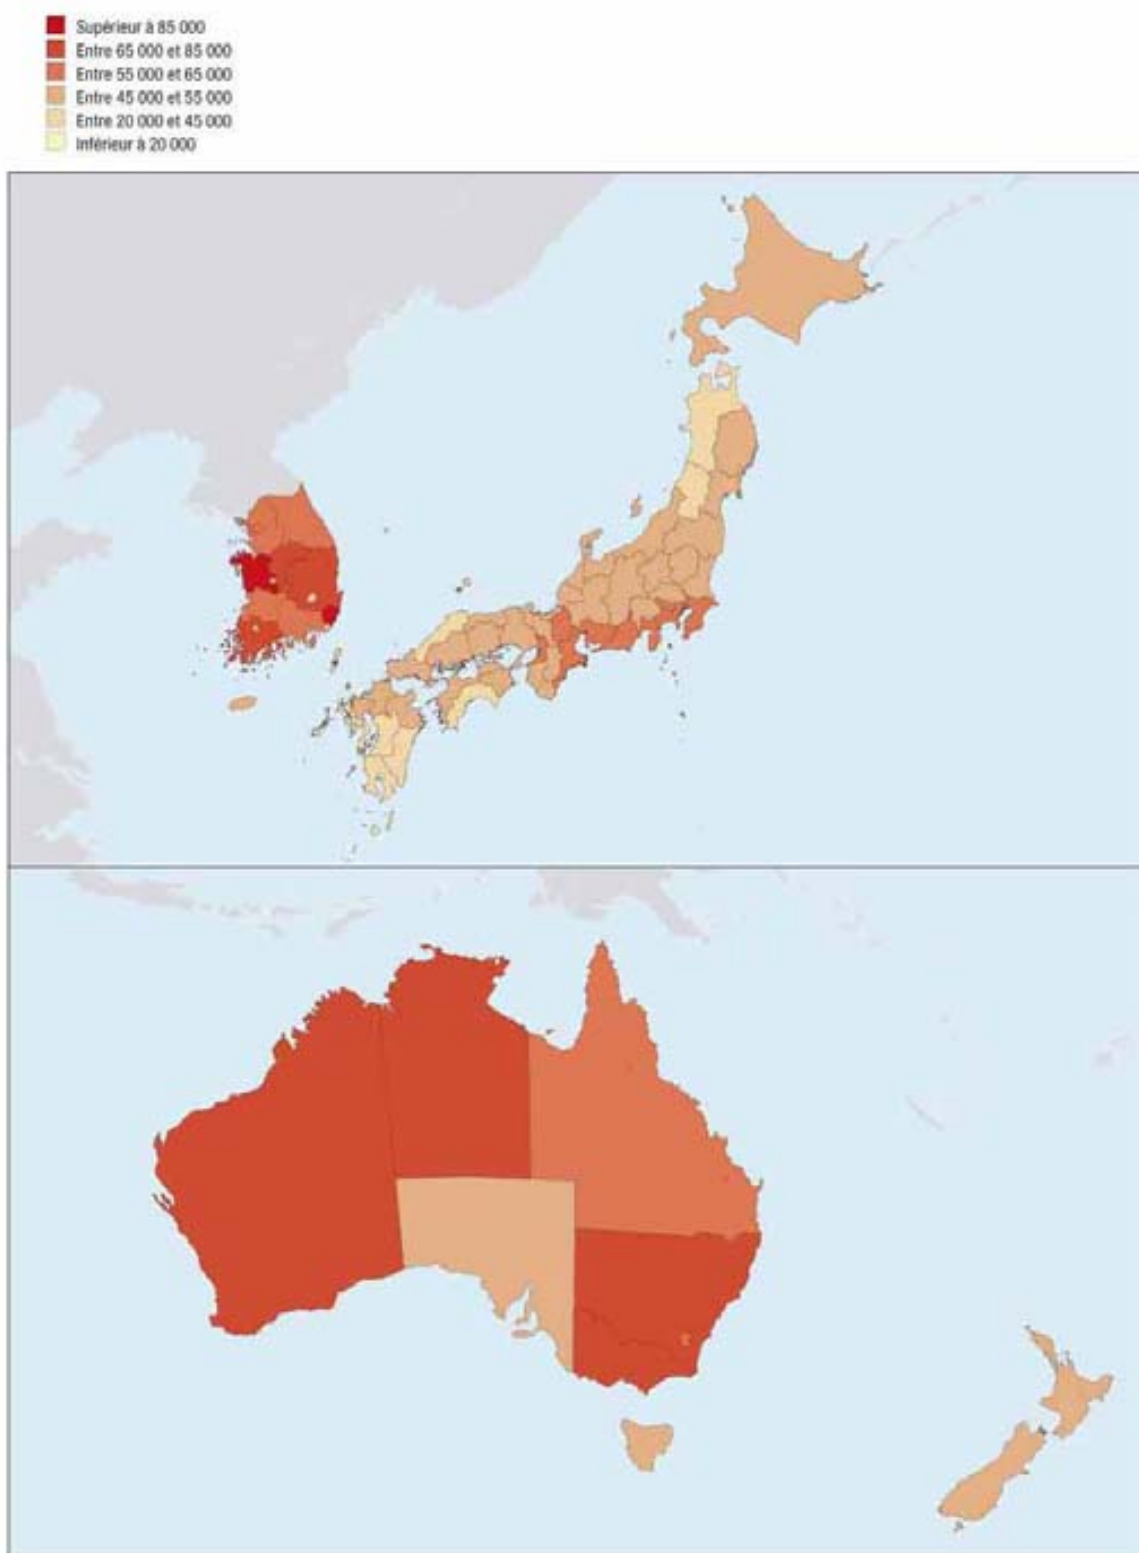 Supérieur à 85 000
Entre 65 000 et 85 000
Entre 55 000 et 65 000
Entre 45 000 et 55 000
Entre 20 000 et 45 000
Inférieur à 20 000